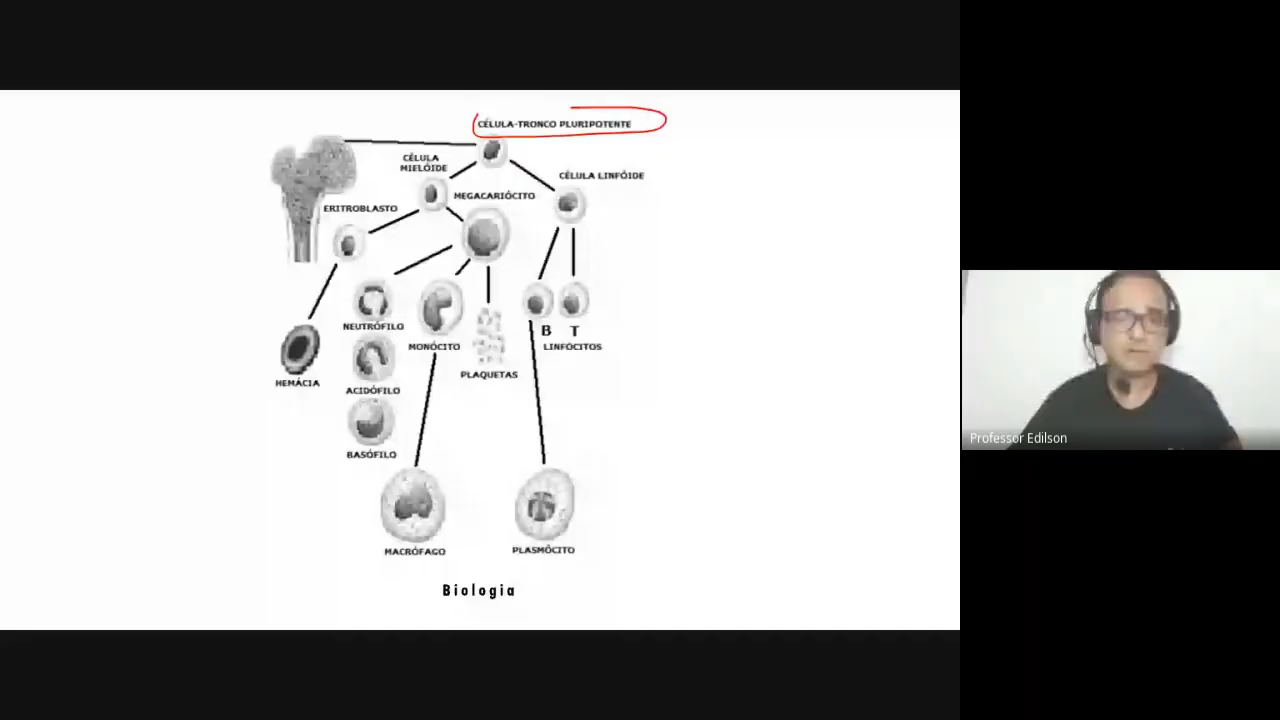 CÉLULA-TRONCO PLURIPOTENTE
CÉLULA
MIELÓIDE
CÉLULA LINFÓIDE
MEGACARIÓCITO
ERITROBLASTO
NEUTRÓFILO
B T
MONÓCITO
LINFÓCITOS
PLAQUETAS
HEMÁCIA
ACIDÓFILO
Professor Edilson
BASÓFILO
MACRÓFAGO
PLASMÓCITO
Biologia